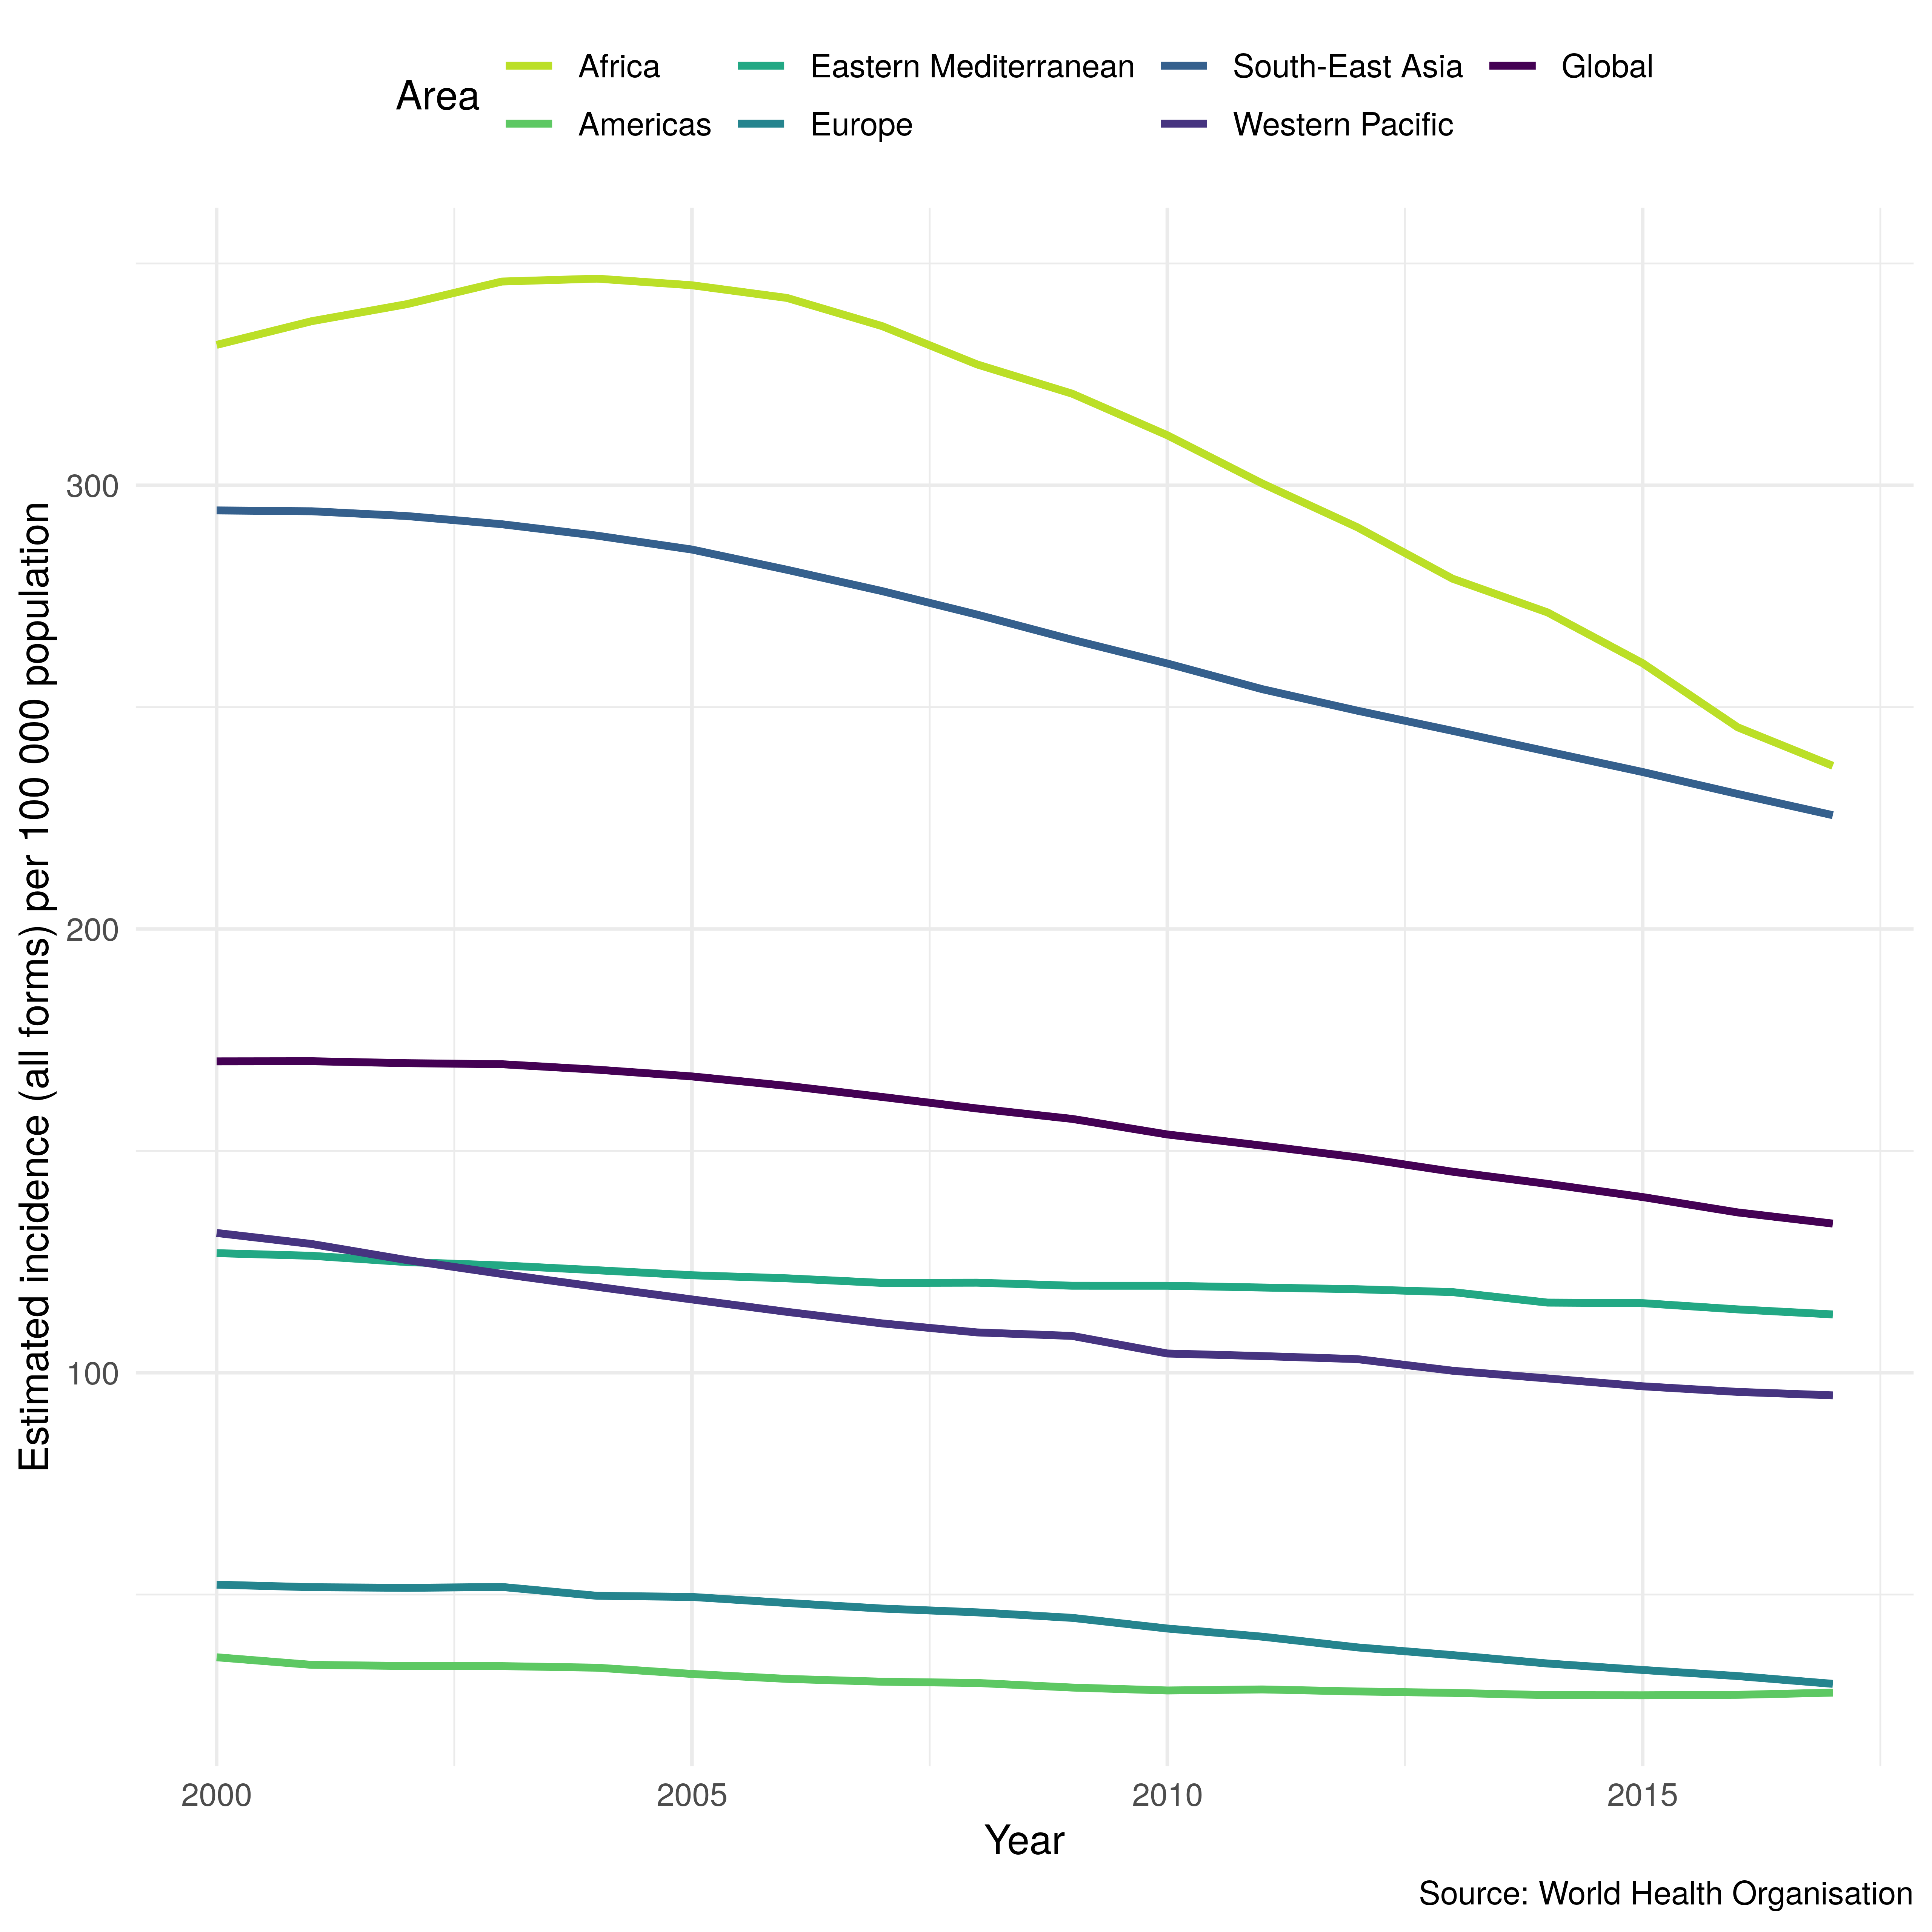 Area
Africa
Eastern Mediterranean
South-East Asia
Global
Americas
Europe
Western Pacific
Estimated incidence (all forms) per 100 000 population
300
200
100
2000
2005
2010
2015
Year
Source: World Health Organisation